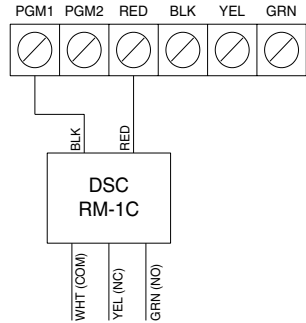 PGM1 PGM2 RED BLK YEL GRN
BLK
RED
DSC
RM-1C
WHT (COM)
YEL (NC)
GRN (NO)